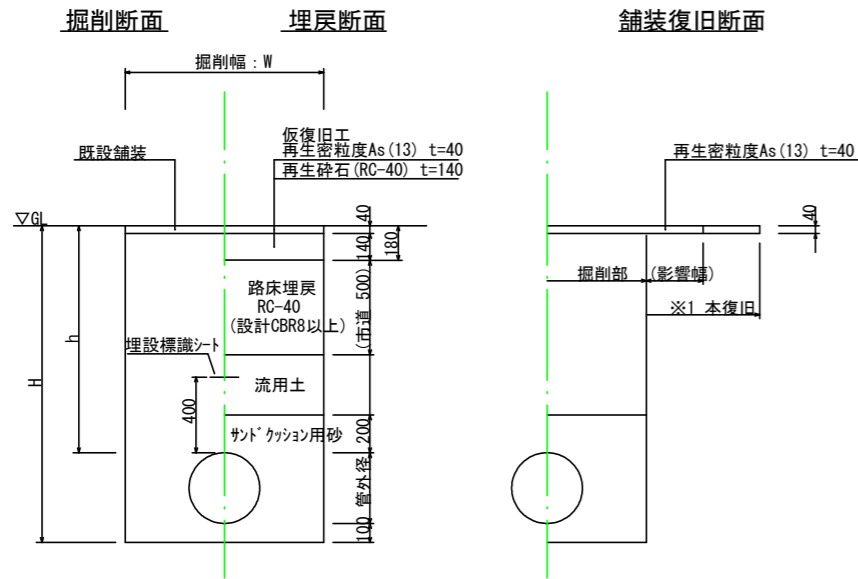 掘削断面
埋戻断面
舗装復旧断面
掘削幅：W
既設舗装
仮復旧工
再生密粒度As(13) t=40
再生砕石(RC-40) t=140
再生密粒度As(13) t=40
▽GL
40
140
180
40
掘削部
(影響幅)
※1 本復旧
路床埋戻
RC-40
(設計CBR8以上)
(市道 500)
埋設標識ｼｰﾄ
h
H
400
流用土
ｻﾝﾄﾞｸｯｼｮﾝ用砂
200
管外径
100